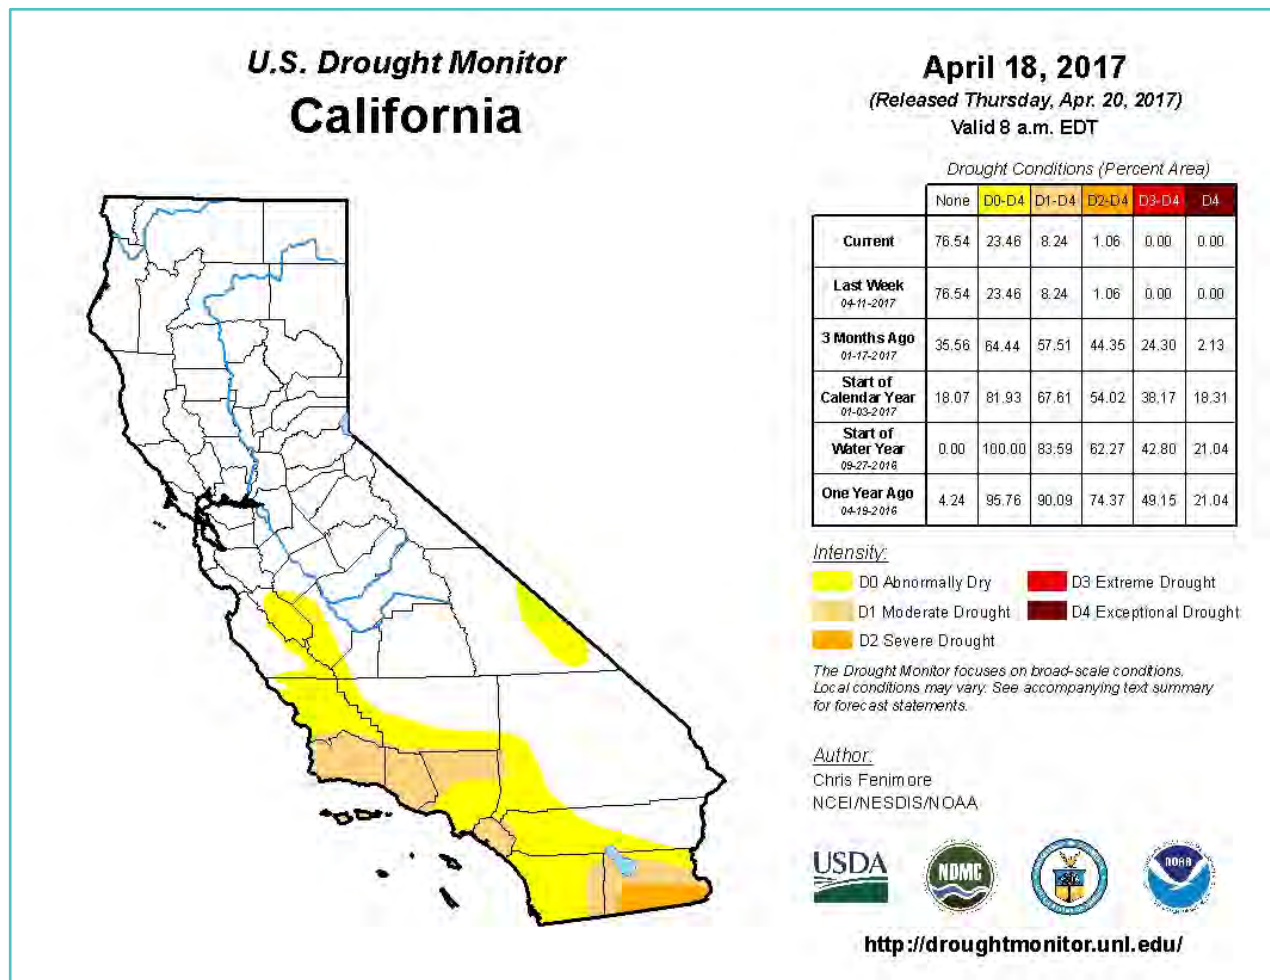 U.S. Drought Monitor
California
April 18, 2017
(Released Thursday, Apr. 20, 2017)
Valid 8 a.m. EDT
Drought Conditions (Percent Area)
None D0-D4 D1-D4 D2-D4 D3-D4 D4
Current 76.54 23.46 8.24 1.06 0.00 0.00
Last Week
04-11-2017
76.54 23.46 8.24 1.06 0.00 0.00
3 Months Ago
01-17-2017
35.56 64.44 57.51 44.35 24.30 2.13
Start of
Calendar Year
01-03-2017
18.07 81.93 67.61 54.02 38.17 18.31
Start of
Water Year
09-27-2016
0.00 100.00 83.59 62.27 42.80 21.04
One Year Ago
04-19-2016
4.24 95.76 90.09 74.37 49.15 21.04
Intensity:
D0 Abnormally Dry
D3 Extreme Drought
D1 Moderate Drought
D4 Exceptional Drought
D2 Severe Drought
The Drought Monitor focuses on broad-scale conditions.
Local conditions may vary. See accompanying text summary
for forecast statements.
Author:
Chris Fenimore
NCEI/NESDIS/NOAA
USDA
NDMC
NOAA
http://droughtmonitor.unl.edu/